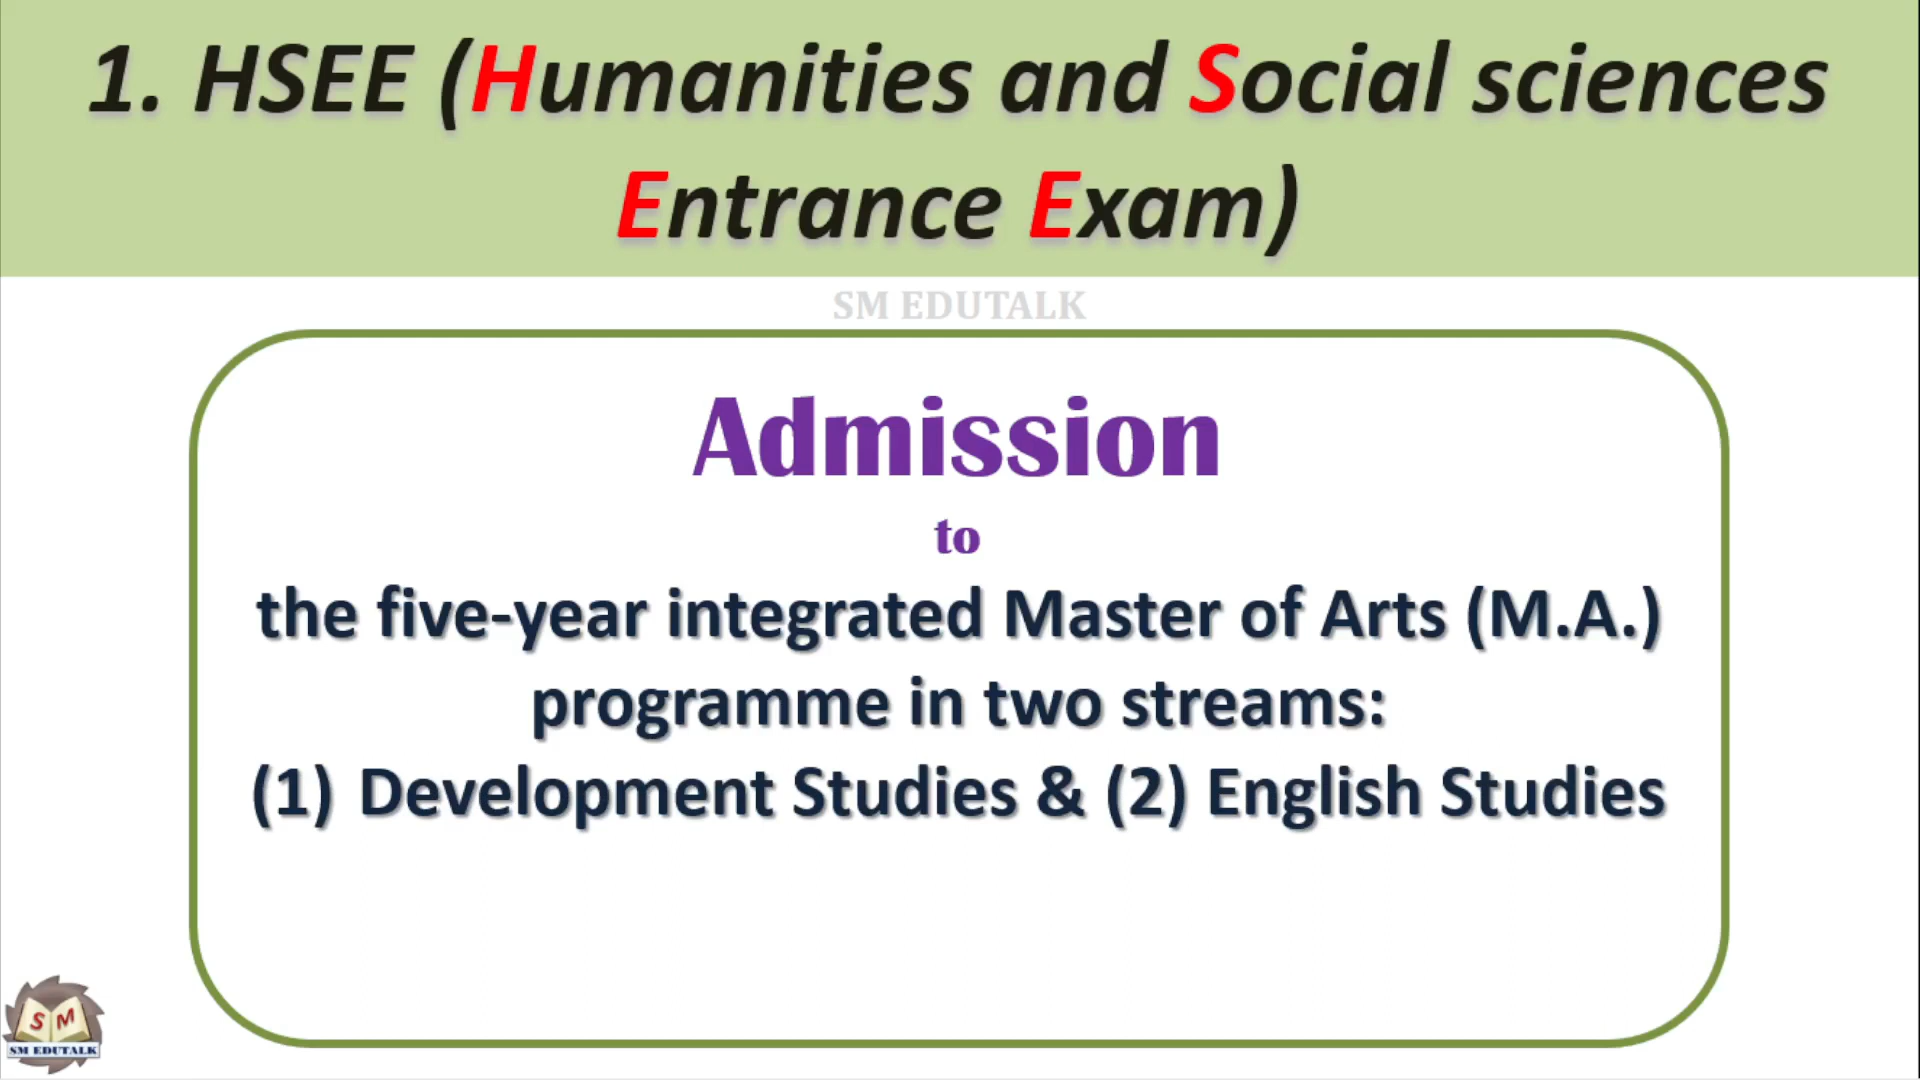 1. HSEE (Humanities and Social sciences
Entrance Exam)
SM EDUTALK
Admission
to
the five-year integrated Master of Arts (M.A.)
programme in two streams:
(1) Development Studies & (2) English Studies
S M
SM EDUTALK